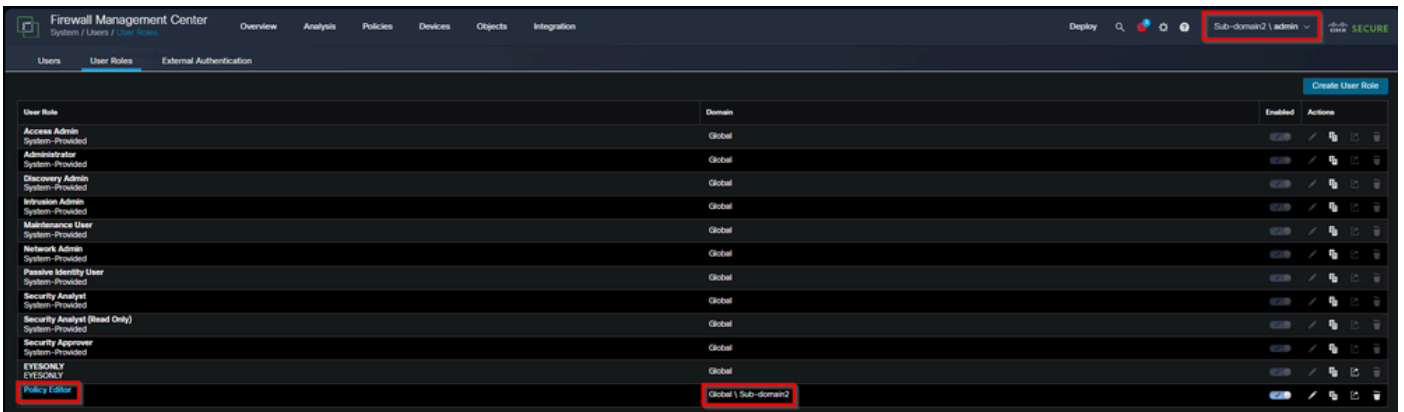 Firewall Management Center
System / Users / User Roles
Overview Analysis Policies Devices Objects Integration Deploy Sub-domain2 \ admin CISCO SECURE
Users User Roles External Authentication
Create User Role
User Role Domain Enabled Actions
Access Admin
System-Provided
Global
Administrator
System-Provided
Global
Discovery Admin
System-Provided
Global
Intrusion Admin
System-Provided
Global
Maintenance User
System-Provided
Global
Network Admin
System-Provided
Global
Passive Identity User
System-Provided
Global
Security Analyst
System-Provided
Global
Security Analyst (Read Only)
System-Provided
Global
Security Approver
System-Provided
Global
EYESONLY
EYESONLY
Global
Policy Editor Global \ Sub-domain2